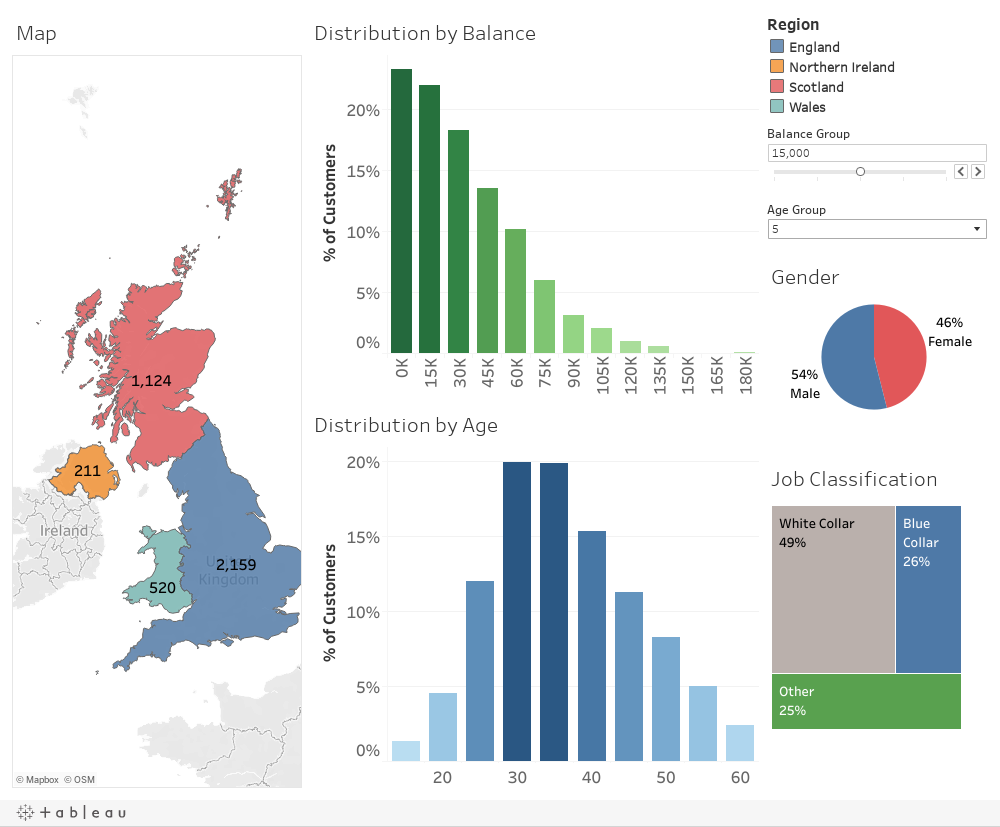 Map
1,124
211
Ireland
United
2,159
Kingdom
520
© Mapbox © OSM
Distribution by Balance
% of Customers
20%
15%
10%
5%
0%
0K
15K
30K
45K
60K
75K
90K
105K
120K
135K
150K
165K
180K
Distribution by Age
% of Customers
20%
15%
10%
5%
0%
20
30
40
50
60
Region
England
Northern Ireland
Scotland
Wales
Balance Group
15,000
Age Group
5
Gender
46%
Female
54%
Male
Job Classification
White Collar
49%
Blue
Collar
26%
Other
25%
tableau